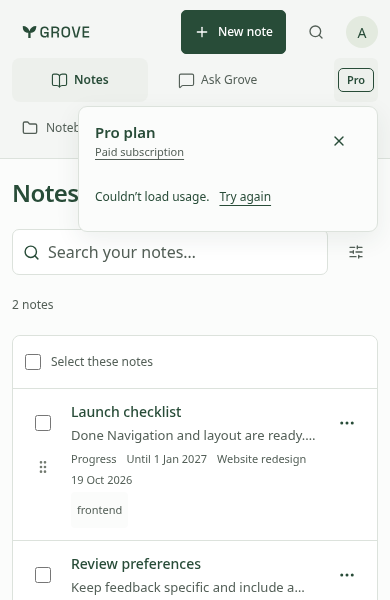 GROVE
New note
A
Notes
Ask Grove
Pro
Pro plan
Paid subscription
Couldn’t load usage. Try again
Notes
Search your notes...
2 notes
Select these notes
Launch checklist
Done Navigation and layout are ready....
Progress Until 1 Jan 2027 Website redesign
19 Oct 2026
frontend
Review preferences
Keep feedback specific and include a...